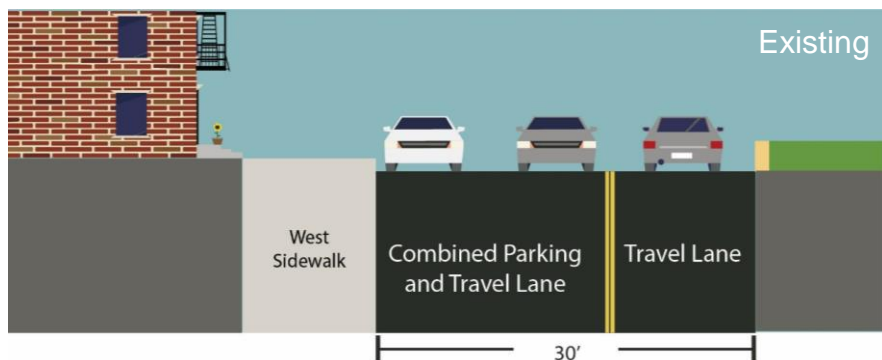 Existing
West
Sidewalk
Combined Parking
and Travel Lane
Travel Lane
30'